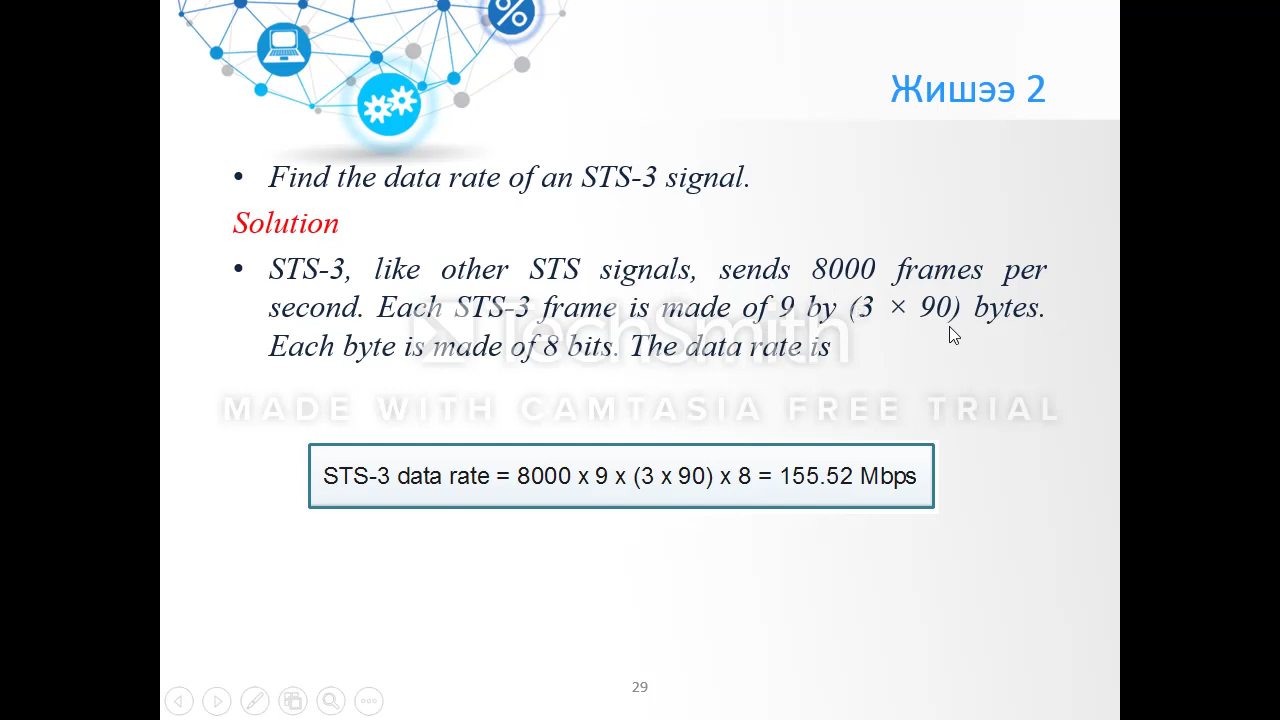 %
Жишээ 2
• Find the data rate of an STS-3 signal.
Solution
• STS-3, like other STS signals, sends 8000 frames per
second. Each STS-3 frame is made of 9 by (3 × 90) bytes.
Each byte is made of 8 bits. The data rate is
TechSmith
MADE WITH CAMTASIA FREE TRIAL
STS-3 data rate = 8000 x 9 x (3 x 90) x 8 = 155.52 Mbps
29